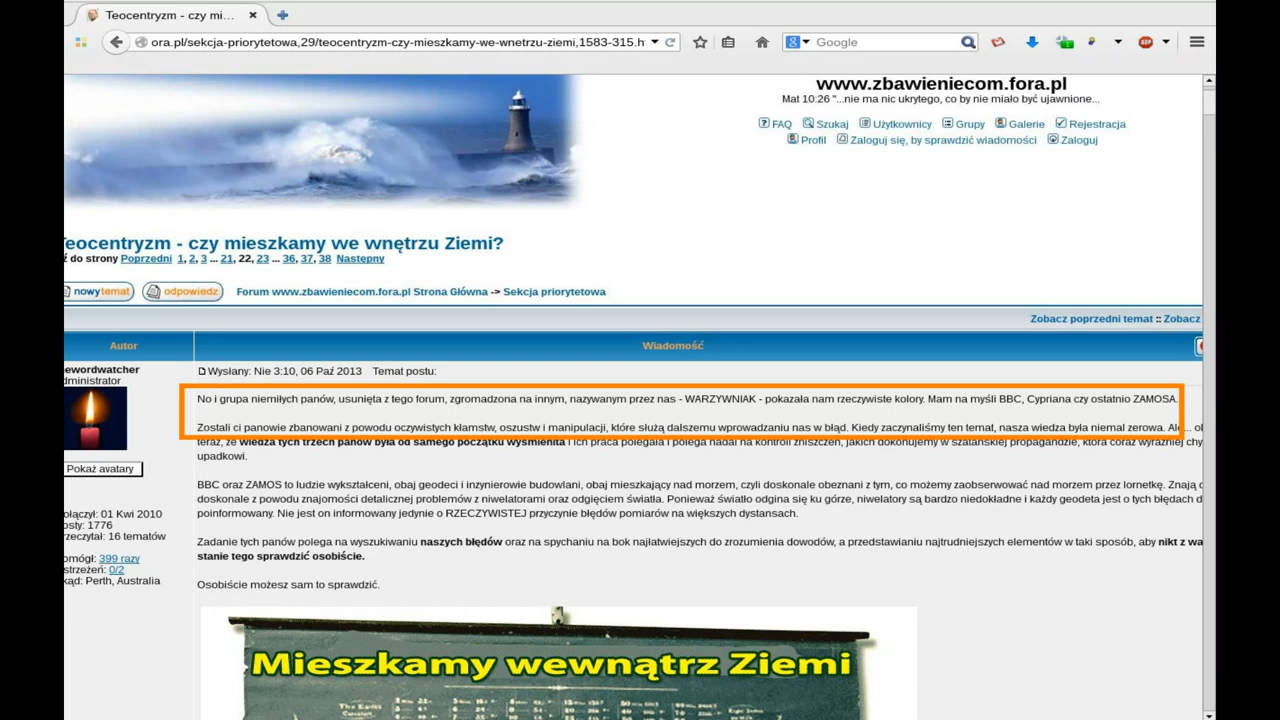 Teocentryzm - czy mi...
ora.pl/sekcja-priorytetowa,29/teocentryzm-czy-mieszkamy-we-wnetrzu-ziemi,1583-315.h
Google
www.zbawieniecom.fora.pl
Mat 10:26 "...nie ma nic ukrytego, co by nie miało być ujawnione...
FAQ Szukaj Użytkownicy Grupy Galerie Rejestracja
Profil Zaloguj się, by sprawdzić wiadomości Zaloguj
Teocentryzm - czy mieszkamy we wnętrzu Ziemi?
ź do strony Poprzedni 1, 2, 3 ... 21, 22, 23 ... 36, 37, 38 Następny
nowy temat odpowiedz Forum www.zbawieniecom.fora.pl Strona Główna -> Sekcja priorytetowa
Zobacz poprzedni temat :: Zobacz
Autor Wiadomość
newordwatcher
dministrator
Wysłany: Nie 3:10, 06 Paź 2013 Temat postu:
No i grupa niemiłych panów, usunięta z tego forum, zgromadzona na innym, nazywanym przez nas - WARZYWNIAK - pokazała nam rzeczywiste kolory. Mam na myśli BBC, Cypriana czy ostatnio ZAMOSA.
Zostali ci panowie zbanowani z powodu oczywistych kłamstw, oszustw i manipulacji, które służą dalszemu wprowadzaniu nas w błąd. Kiedy zaczynaliśmy ten temat, nasza wiedza była niemal zerowa. Ale... ok
teraz, że wiedza tych trzech panów była od samego początku wyśmienita i ich praca polegała i polega nadal na kontroli zniszczeń, jakich dokonujemy w szatańskiej propagandzie, która coraz wyraźniej chy
upadkowi.
BBC oraz ZAMOS to ludzie wykształceni, obaj geodeci i inzynierowie budowlani, obaj mieszkający nad morzem, czyli doskonale obeznani z tym, co możemy zaobserwować nad morzem przez lornetkę. Znają c
doskonale z powodu znajomości detalicznej problemów z niwelatorami oraz odgięciem światła. Ponieważ światło odgina się ku górze, niwelatory są bardzo niedokładne i każdy geodeta jest o tych błędach d
poinformowany. Nie jest on informowany jedynie o RZECZYWISTEJ przyczynie błędów pomiarów na większych dystansach.
Zadanie tych panów polega na wyszukiwaniu naszych błędów oraz na spychaniu na bok najłatwiejszych do zrozumienia dowodów, a przedstawianiu najtrudniejszych elementów w taki sposób, aby nikt z wa
stanie tego sprawdzić osobiście.
Osobiście możesz sam to sprawdzić.
Pokaż avatary
ołączył: 01 Kwi 2010
osty: 1776
rzeczytał: 16 tematów
omógł: 399 razy
strzeżeń: 0/2
kąd: Perth, Australia
Mieszkamy wewnątrz Ziemi